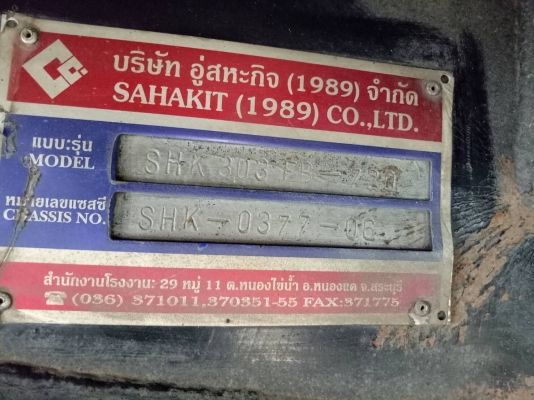 บริษัท อู่สหะกิจ (1989) จำกัด
SAHAKIT (1989) CO.,LTD.
แบบ:รุ่น
MODEL
SHK 303
หมายเลขแซสซี
CHASSIS NO.
SHK-0377-06
สำนักงานโรงงาน: 29 หมู่ 11 ต.หนองไข่น้ำ อ.หนองแค จ.สระบุรี
☎ (036) 371011,370351-55 FAX:371775